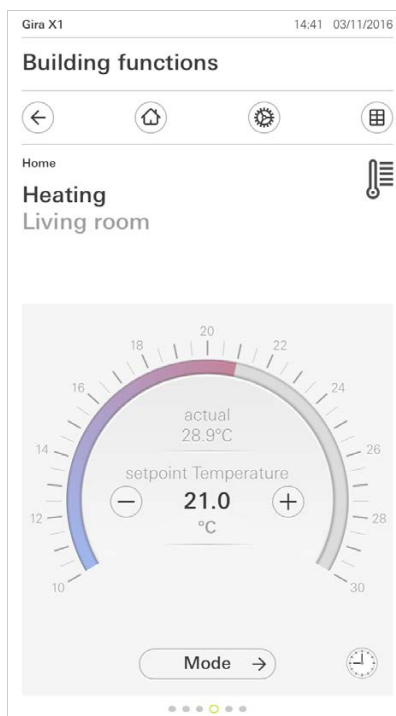 Gira X1 14:41 03/11/2016
Building functions
Home
Heating
Living room
20
18 22
16 24
actual
28.9°C
14 26
setpoint Temperature
21.0
°C
12 28
10 30
Mode